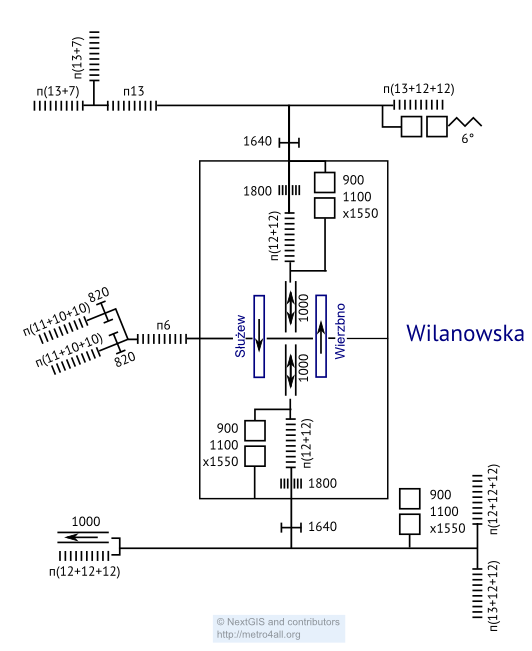 п(13+7)
п(13+7)
п13
п(13+12+12)
6°
1640
1800
900
1100
x1550
п(12+12)
1000
Służew
Wierzbno
Wilanowska
820
п(11+10+10)
п(11+10+10)
820
п6
1000
900
1100
x1550
п(12+12)
1800
1640
п(12+12+12)
900
1100
x1550
1000
п(12+12+12)
п(13+12+12)
© NextGIS and contributors
http://metro4all.org